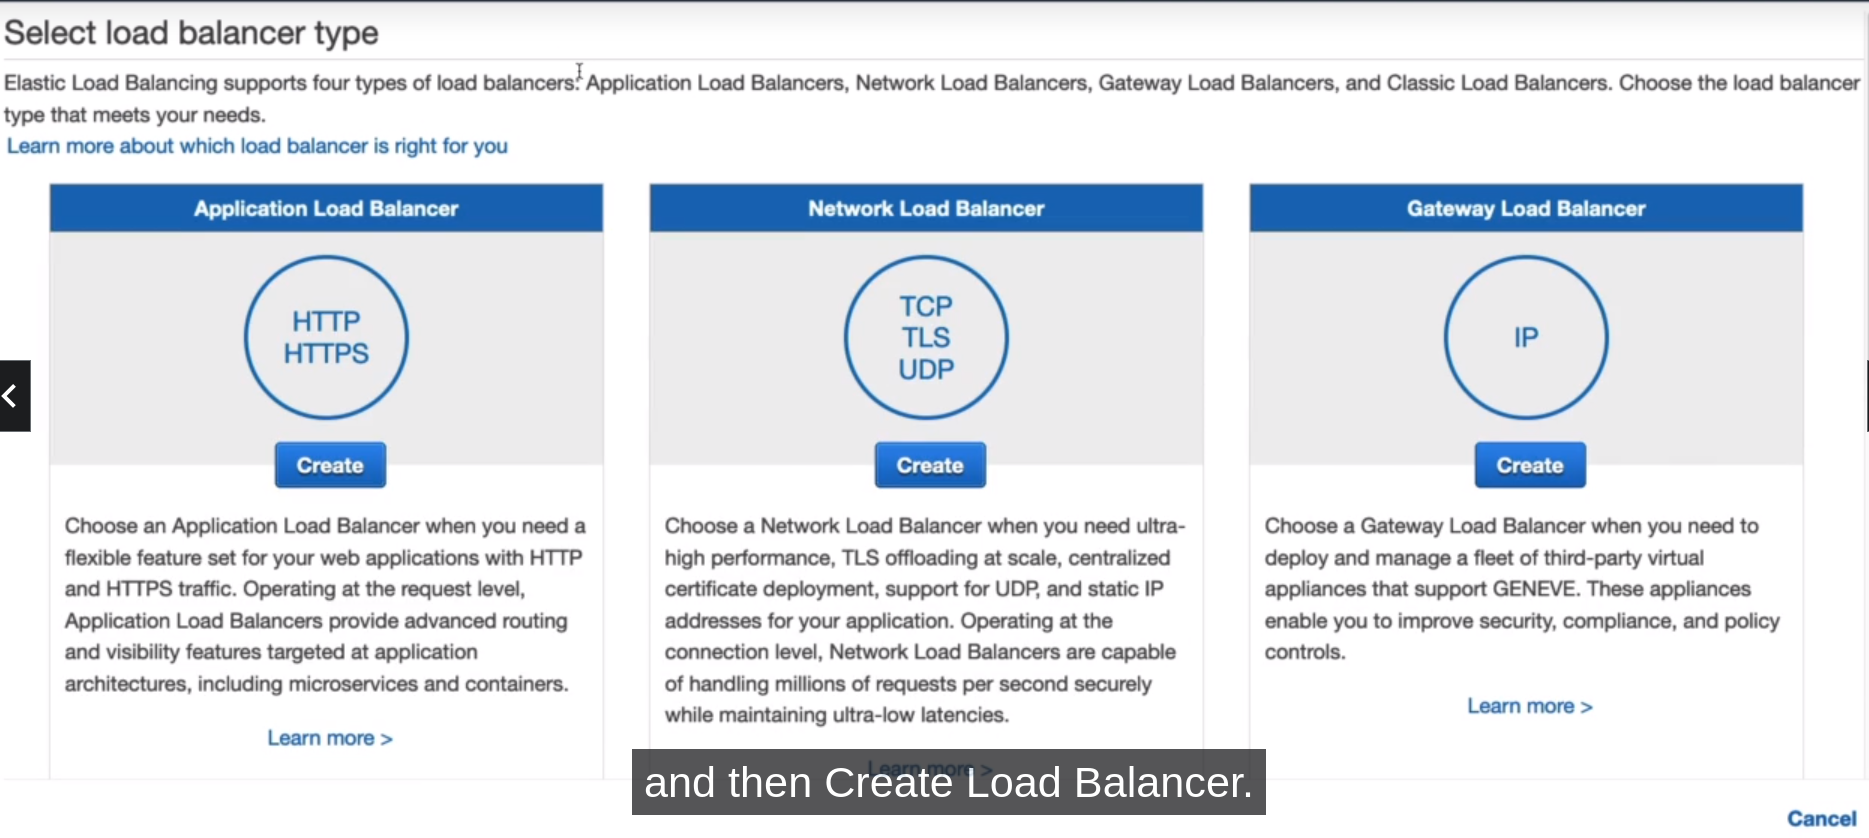 Select load balancer type
Elastic Load Balancing supports four types of load balancers: Application Load Balancers, Network Load Balancers, Gateway Load Balancers, and Classic Load Balancers. Choose the load balancer
type that meets your needs.
Learn more about which load balancer is right for you
Application Load Balancer
HTTP
HTTPS
Create
Choose an Application Load Balancer when you need a
flexible feature set for your web applications with HTTP
and HTTPS traffic. Operating at the request level,
Application Load Balancers provide advanced routing
and visibility features targeted at application
architectures, including microservices and containers.
Learn more >
Network Load Balancer
TCP
TLS
UDP
Create
Choose a Network Load Balancer when you need ultra-
high performance, TLS offloading at scale, centralized
certificate deployment, support for UDP, and static IP
addresses for your application. Operating at the
connection level, Network Load Balancers are capable
of handling millions of requests per second securely
while maintaining ultra-low latencies.
Learn more >
Gateway Load Balancer
IP
Create
Choose a Gateway Load Balancer when you need to
deploy and manage a fleet of third-party virtual
appliances that support GENEVE. These appliances
enable you to improve security, compliance, and policy
controls.
Learn more >
and then Create Load Balancer.
Cancel